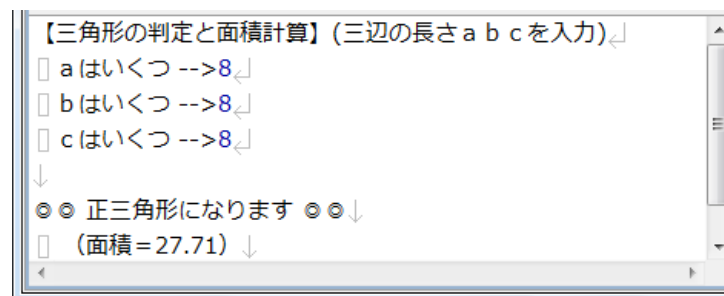 【三角形の判定と面積計算】(三辺の長さａｂｃを入力)
ａはいくつ -->8
ｂはいくつ -->8
ｃはいくつ -->8
◎◎ 正三角形になります ◎◎
（面積＝27.71）